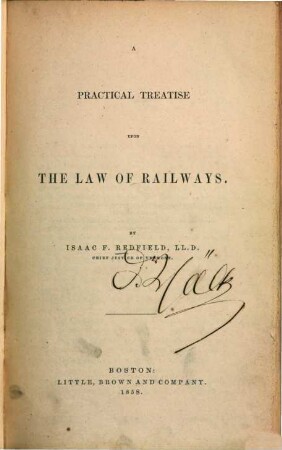 A
PRACTICAL TREATISE
UPON
THE LAW OF RAILWAYS.
BY
ISAAC F. REDFIELD, LL.D.
CHIEF JUSTICE OF VERMONT.
BOSTON:
LITTLE, BROWN AND COMPANY.
1858.